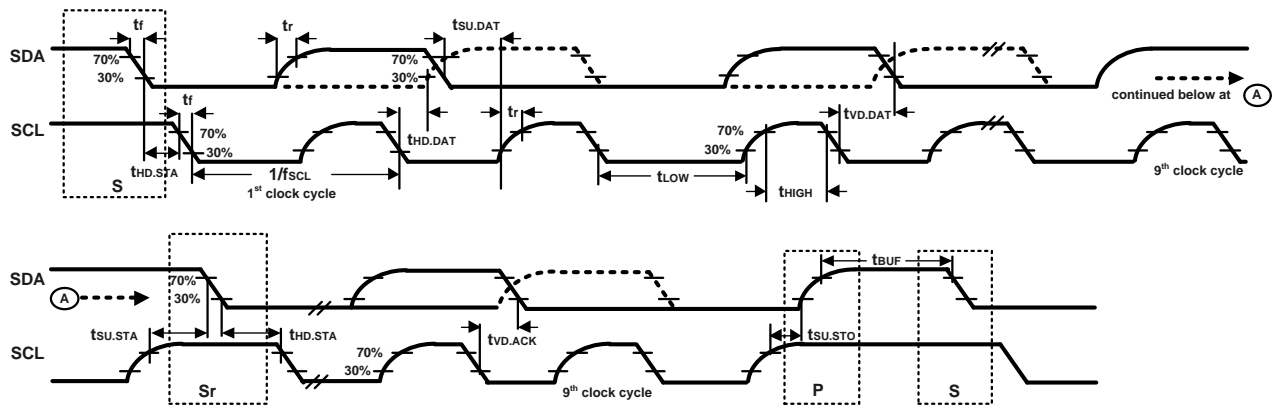 tf
tr
tSU.DAT
SDA
70%
30%
70%
30%
continued below at A
tf
tHD.DAT
tr
tVD.DAT
SCL
70%
30%
70%
30%
tHD.STA
1/fSCL
1st clock cycle
tLOW
tHIGH
9th clock cycle
S
SDA
70%
30%
tBUF
A
tSU.STA
tHD.STA
tVD.ACK
tSU.STO
SCL
70%
30%
9th clock cycle
Sr
P
S